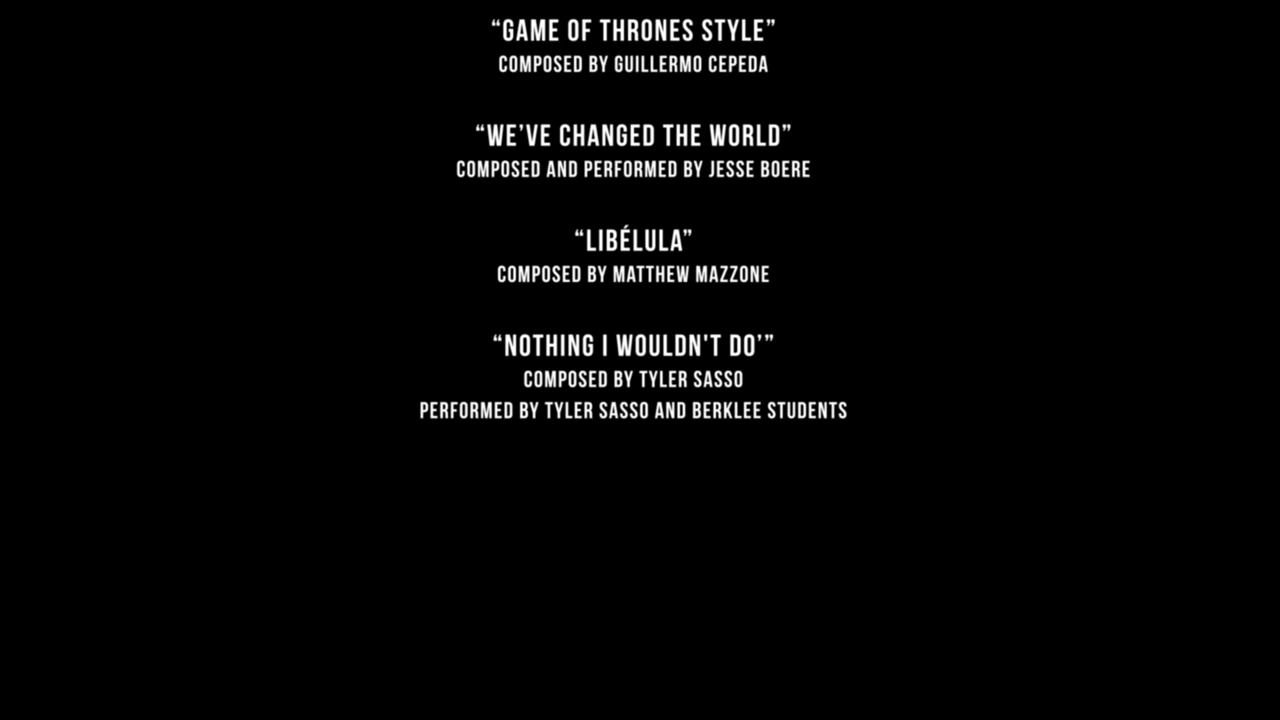 “GAME OF THRONES STYLE”
COMPOSED BY GUILLERMO CEPEDA
“WE’VE CHANGED THE WORLD”
COMPOSED AND PERFORMED BY JESSE BOERE
“LIBÉLULA”
COMPOSED BY MATTHEW MAZZONE
“NOTHING I WOULDN'T DO’”
COMPOSED BY TYLER SASSO
PERFORMED BY TYLER SASSO AND BERKLEE STUDENTS